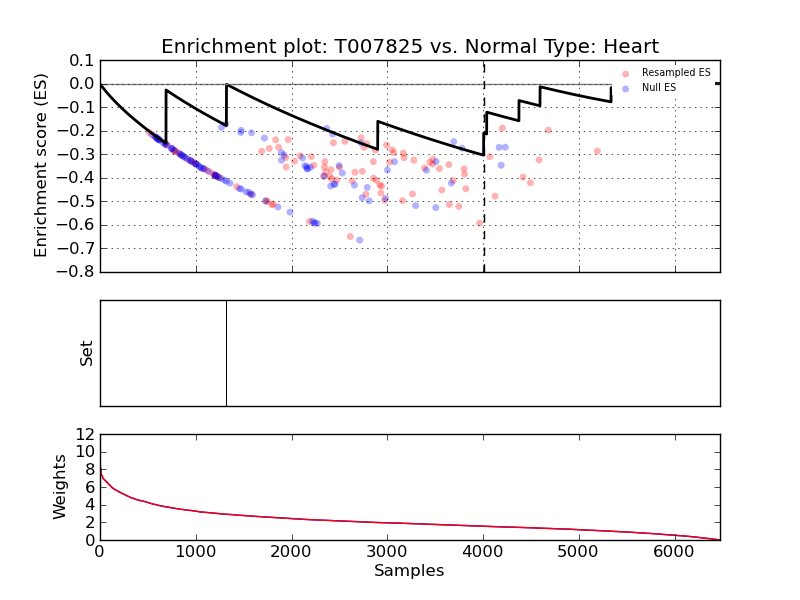 Enrichment plot: T007825 vs. Normal Type: Heart
Enrichment score (ES)
0.1
0.0
−0.1
−0.2
−0.3
−0.4
−0.5
−0.6
−0.7
−0.8
Resampled ES
Null ES
Set
Weights
12
10
8
6
4
2
0
0 1000 2000 3000 4000 5000 6000
Samples